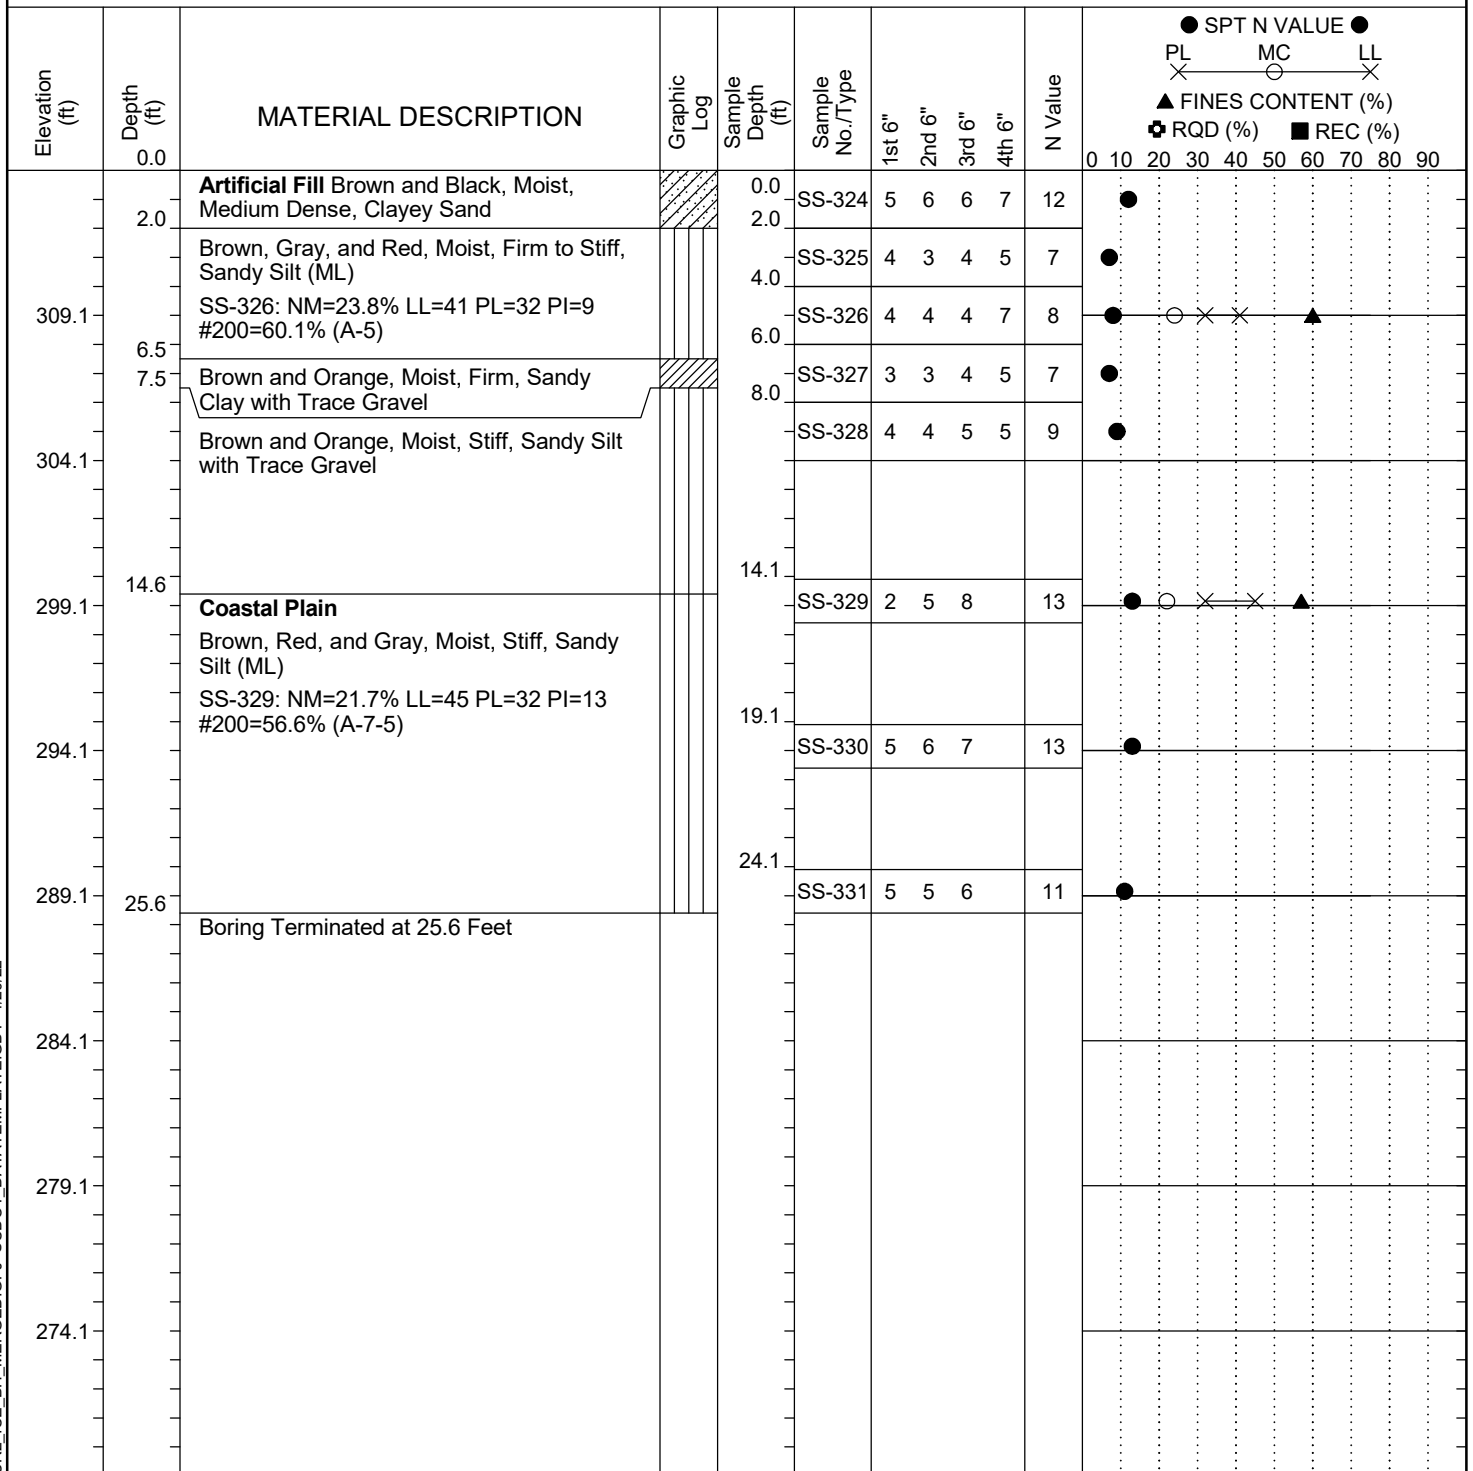 Elevation (ft)
Depth (ft)
0.0
MATERIAL DESCRIPTION
Graphic Log
Sample Depth (ft)
Sample No./Type
1st 6"
2nd 6"
3rd 6"
4th 6"
N Value
SPT N VALUE
PL MC LL
FINES CONTENT (%)
RQD (%) REC (%)
0 10 20 30 40 50 60 70 80 90
Artificial Fill Brown and Black, Moist,
Medium Dense, Clayey Sand
2.0
0.0
SS-324 5 6 6 7 12
2.0
Brown, Gray, and Red, Moist, Firm to Stiff,
Sandy Silt (ML)
SS-325 4 3 4 5 7
4.0
309.1
SS-326: NM=23.8% LL=41 PL=32 PI=9
#200=60.1% (A-5)
SS-326 4 4 4 7 8
6.0
6.5
7.5
Brown and Orange, Moist, Firm, Sandy
Clay with Trace Gravel
SS-327 3 3 4 5 7
8.0
Brown and Orange, Moist, Stiff, Sandy Silt
with Trace Gravel
SS-328 4 4 5 5 9
304.1
14.6
14.1
299.1
Coastal Plain
SS-329 2 5 8 13
Brown, Red, and Gray, Moist, Stiff, Sandy
Silt (ML)
SS-329: NM=21.7% LL=45 PL=32 PI=13
#200=56.6% (A-7-5)
19.1
294.1
SS-330 5 6 7 13
24.1
289.1
25.6
SS-331 5 5 6 11
Boring Terminated at 25.6 Feet
284.1
279.1
274.1